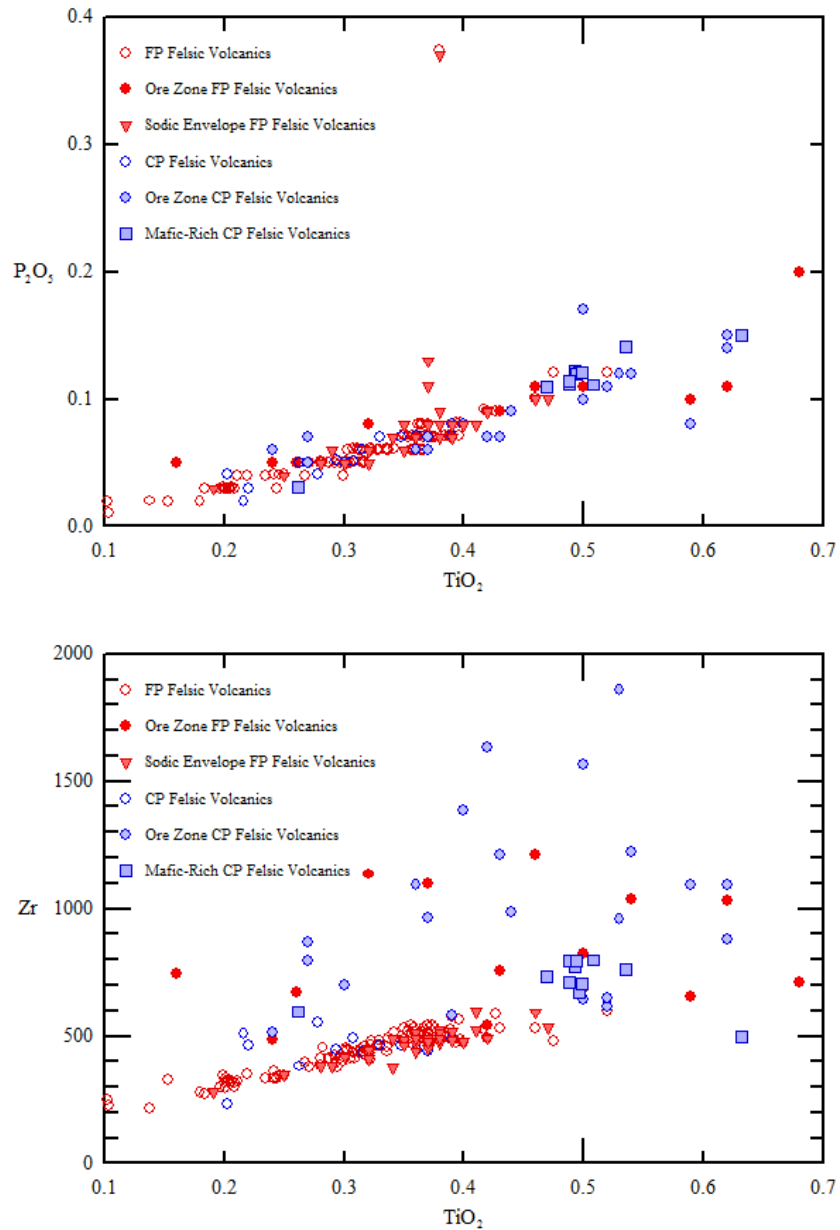 0.4
FP Felsic Volcanics
Ore Zone FP Felsic Volcanics
0.3
Sodic Envelope FP Felsic Volcanics
CP Felsic Volcanics
Ore Zone CP Felsic Volcanics
Mafic-Rich CP Felsic Volcanics
P₂O₅ 0.2
0.1
0.0
0.1 0.2 0.3 0.4 0.5 0.6 0.7
TiO₂
2000
FP Felsic Volcanics
Ore Zone FP Felsic Volcanics
Sodic Envelope FP Felsic Volcanics
1500
CP Felsic Volcanics
Ore Zone CP Felsic Volcanics
Mafic-Rich CP Felsic Volcanics
Zr 1000
500
0
0.1 0.2 0.3 0.4 0.5 0.6 0.7
TiO₂